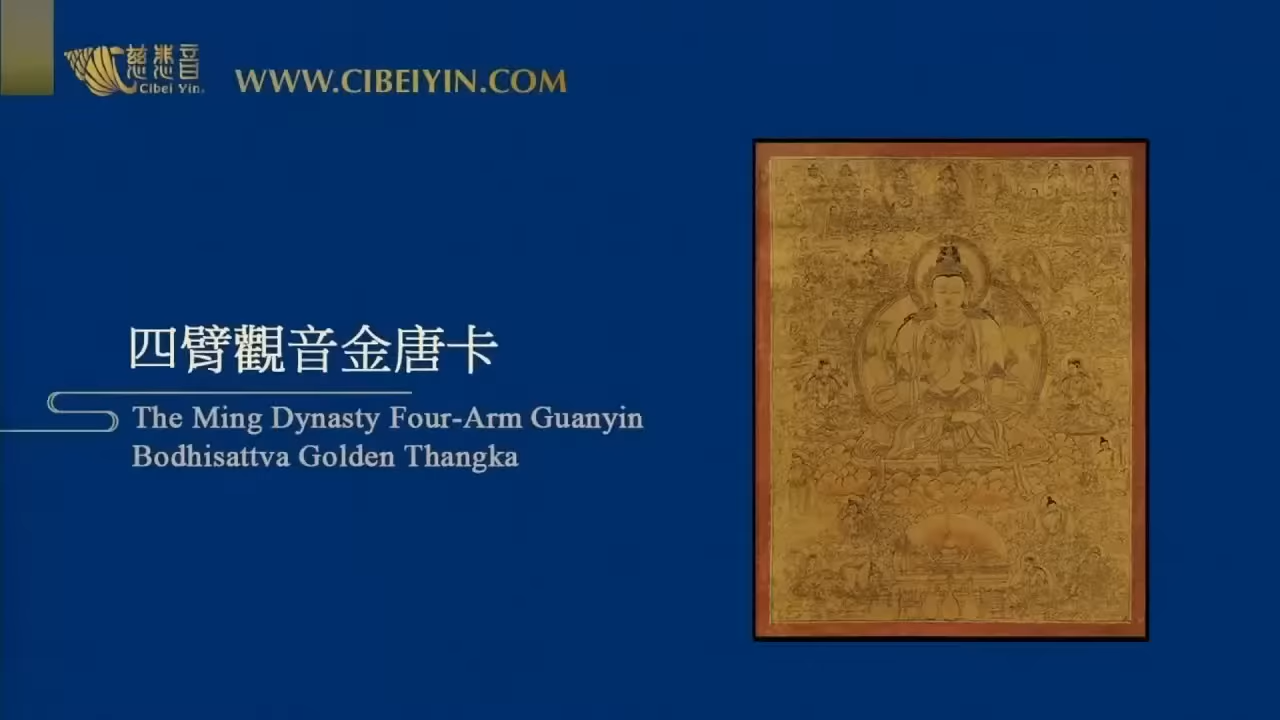 慈悲音
Cibei Yin.
WWW.CIBEIYIN.COM
四臂觀音金唐卡
The Ming Dynasty Four-Arm Guanyin
Bodhisattva Golden Thangka